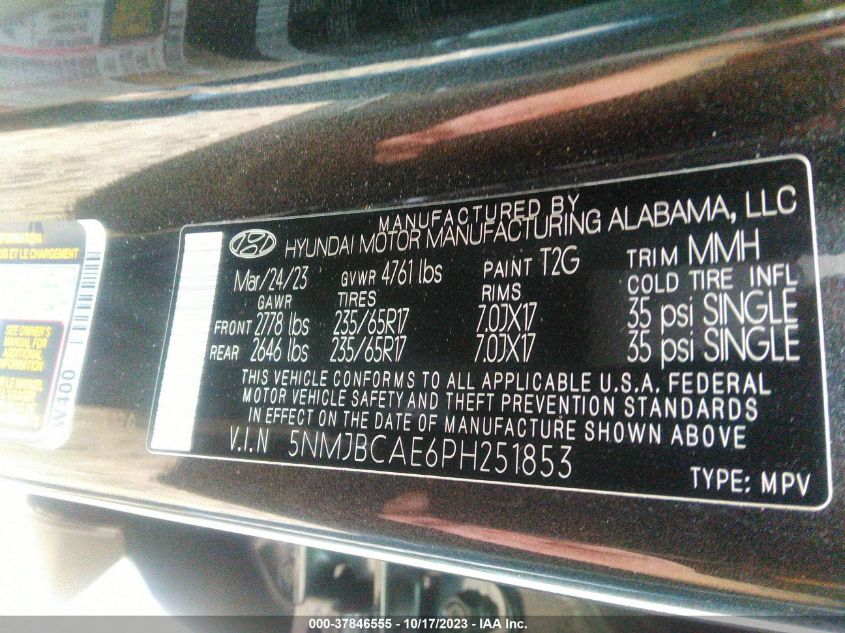 MANUFACTURED BY
HYUNDAI MOTOR MANUFACTURING ALABAMA, LLC
Mar/24/23 GVWR 4761 lbs PAINT T2G TRIM MMH
GAWR TIRES RIMS COLD TIRE INFL
FRONT 2778 lbs 235/65R17 7.0JX17 35 psi SINGLE
REAR 2646 lbs 235/65R17 7.0JX17 35 psi SINGLE
THIS VEHICLE CONFORMS TO ALL APPLICABLE U.S.A. FEDERAL
MOTOR VEHICLE SAFETY AND THEFT PREVENTION STANDARDS
IN EFFECT ON THE DATE OF MANUFACTURE SHOWN ABOVE.
V.I.N 5NMJBCAE6PH251853
TYPE: MPV
ET LE CHARGEMENT
SEE OWNER'S
MANUAL FOR
ADDITIONAL
INFORMATION
W400
000-37846555 - 10/17/2023 - IAA Inc.